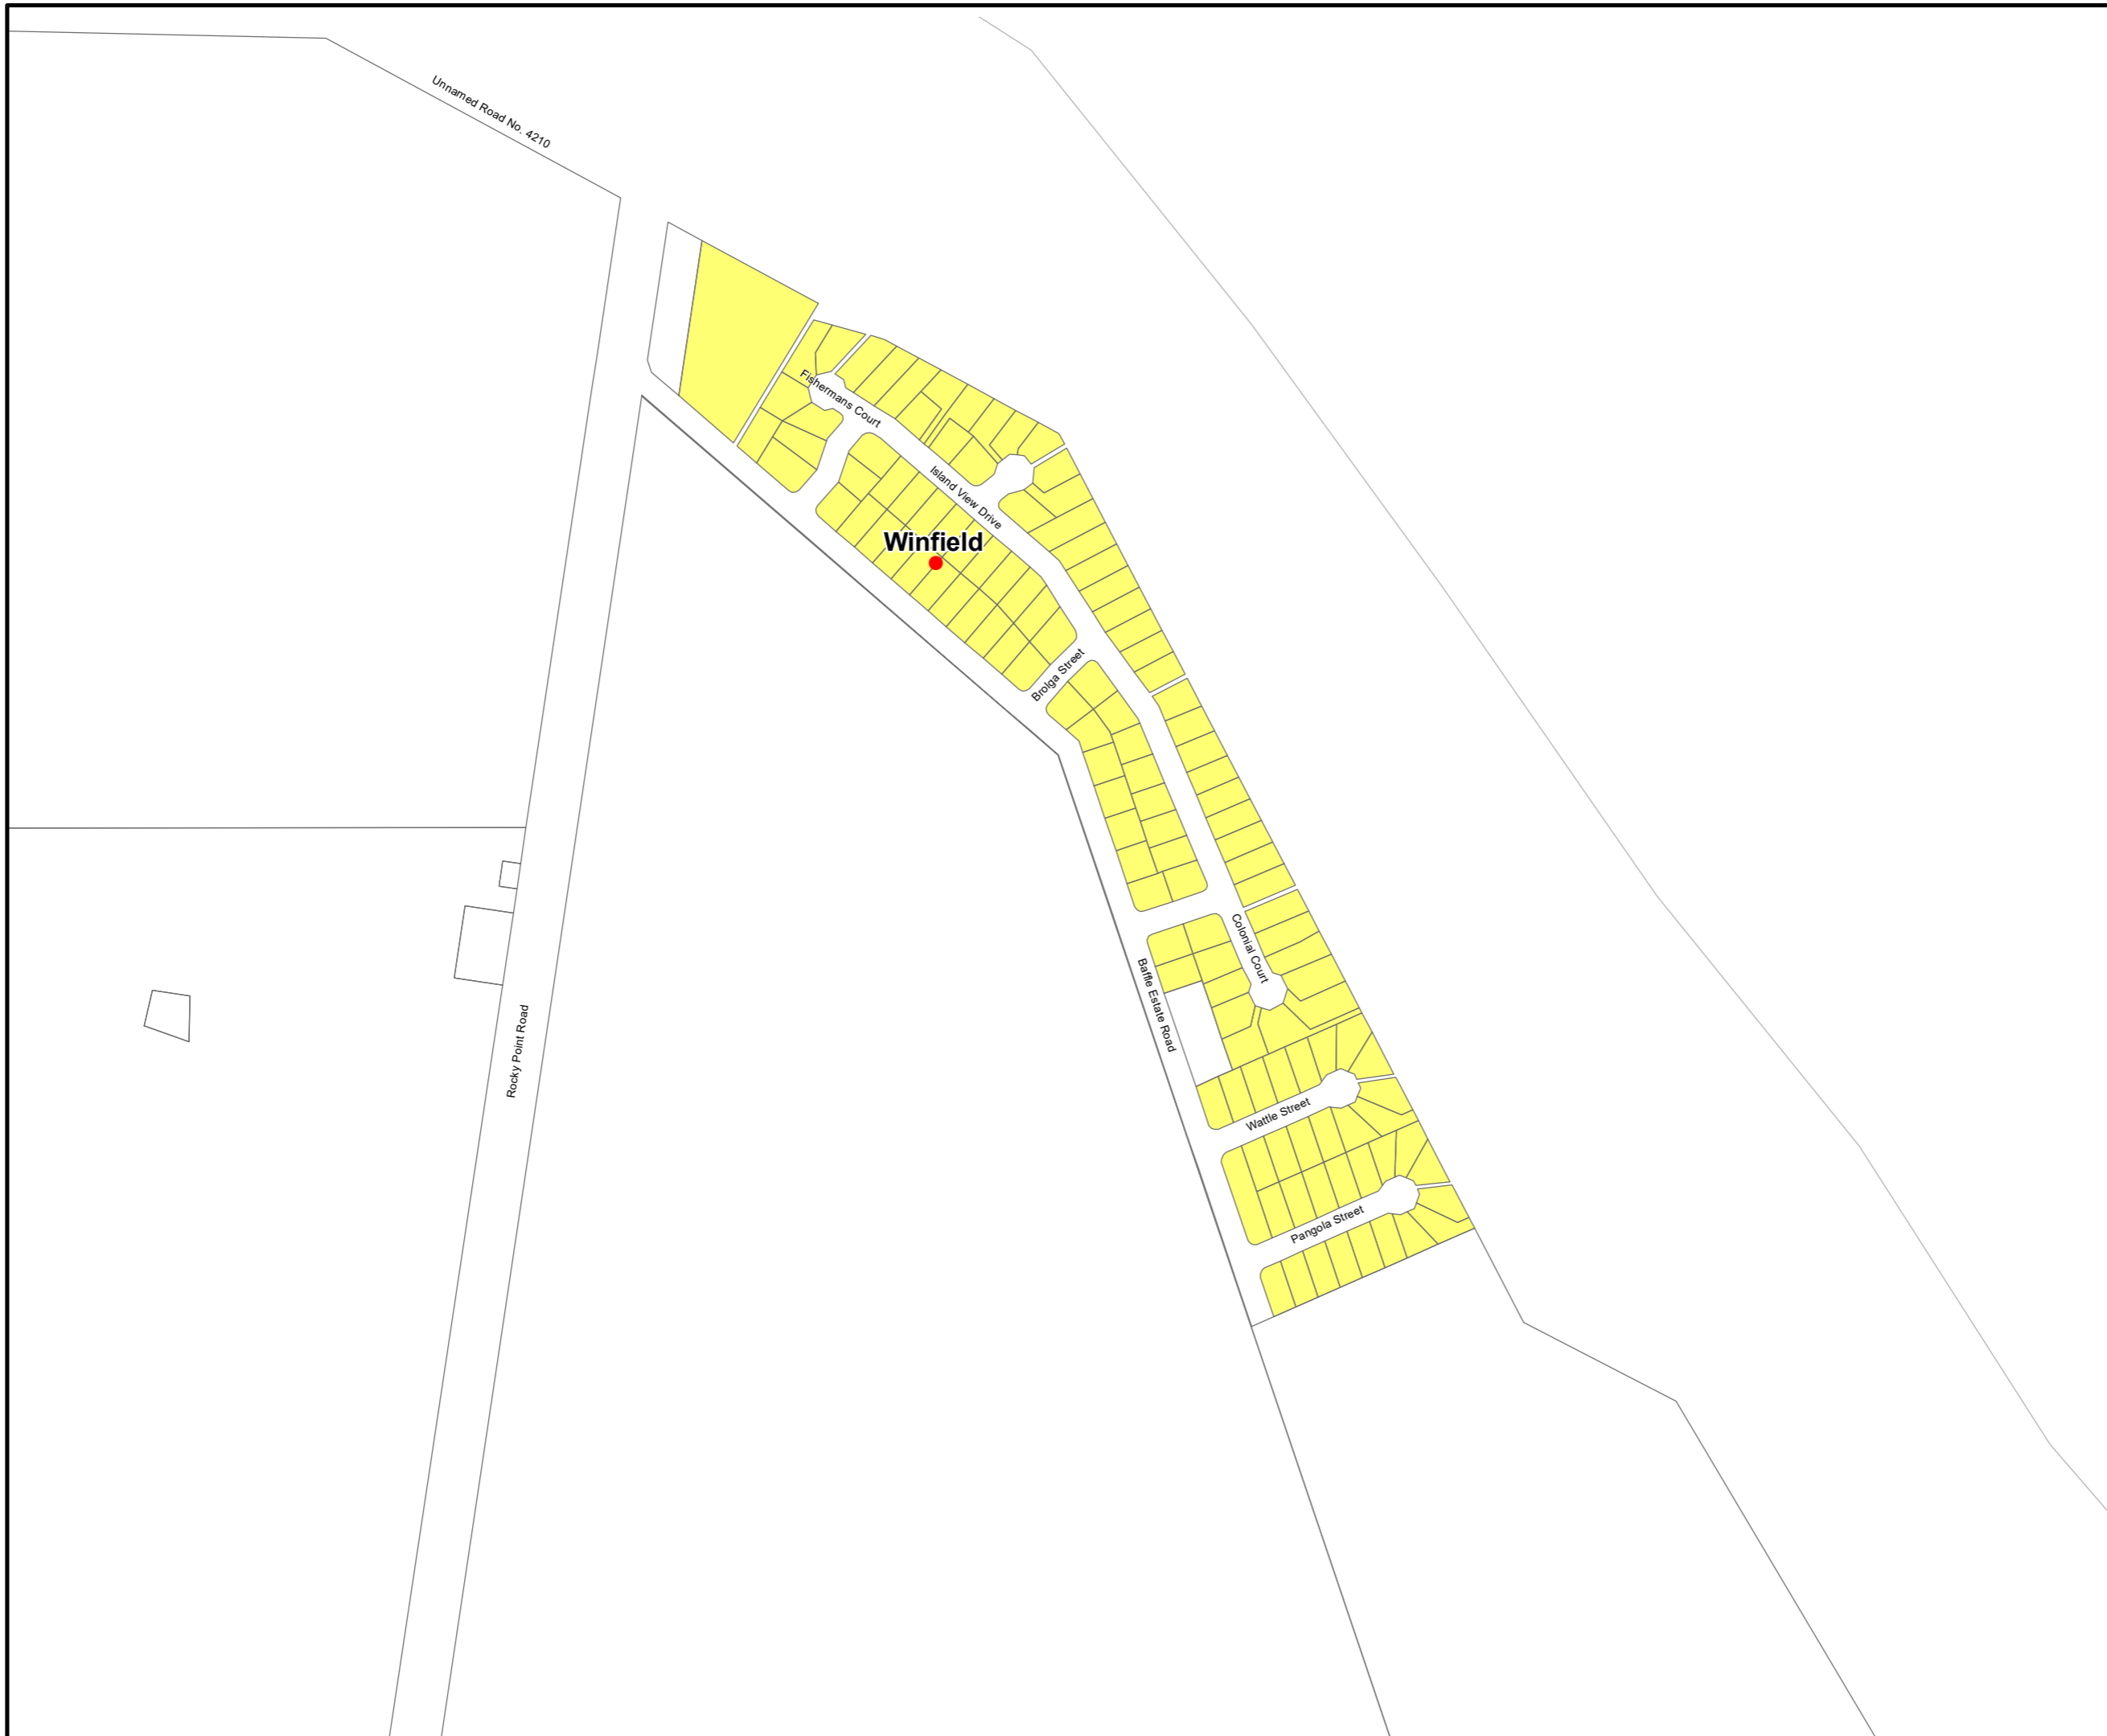 Unnamed Road No. 4210
Fishermans Court
Island View Drive
Winfield
Brolga Street
Colonial Court
Baffle Estate Road
Rocky Point Road
Wattle Street
Pangola Street